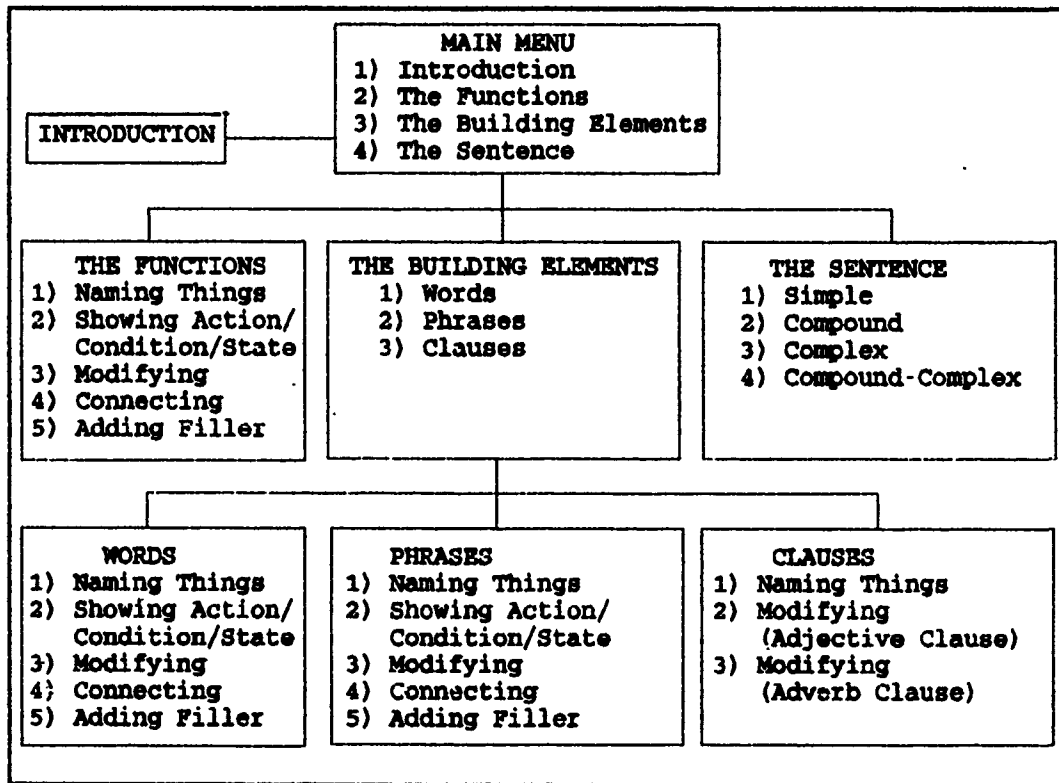 MAIN MENU
1) Introduction
2) The Functions
3) The Building Elements
4) The Sentence
INTRODUCTION
THE FUNCTIONS
1) Naming Things
2) Showing Action/
Condition/State
3) Modifying
4) Connecting
5) Adding Filler
THE BUILDING ELEMENTS
1) Words
2) Phrases
3) Clauses
THE SENTENCE
1) Simple
2) Compound
3) Complex
4) Compound-Complex
WORDS
1) Naming Things
2) Showing Action/
Condition/State
3) Modifying
4) Connecting
5) Adding Filler
PHRASES
1) Naming Things
2) Showing Action/
Condition/State
3) Modifying
4) Connecting
5) Adding Filler
CLAUSES
1) Naming Things
2) Modifying
(Adjective Clause)
3) Modifying
(Adverb Clause)